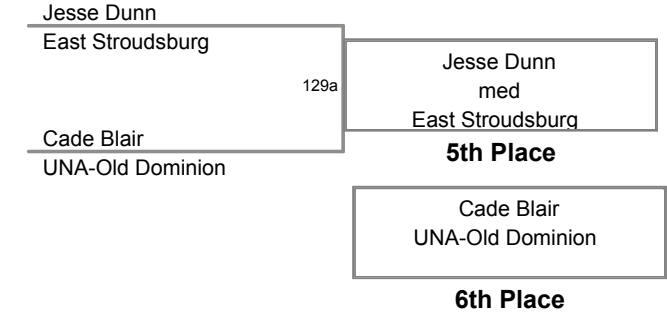 Jesse Dunn
East Stroudsburg
129a
Jesse Dunn
med
East Stroudsburg
Cade Blair
UNA-Old Dominion
5th Place
Cade Blair
UNA-Old Dominion
6th Place